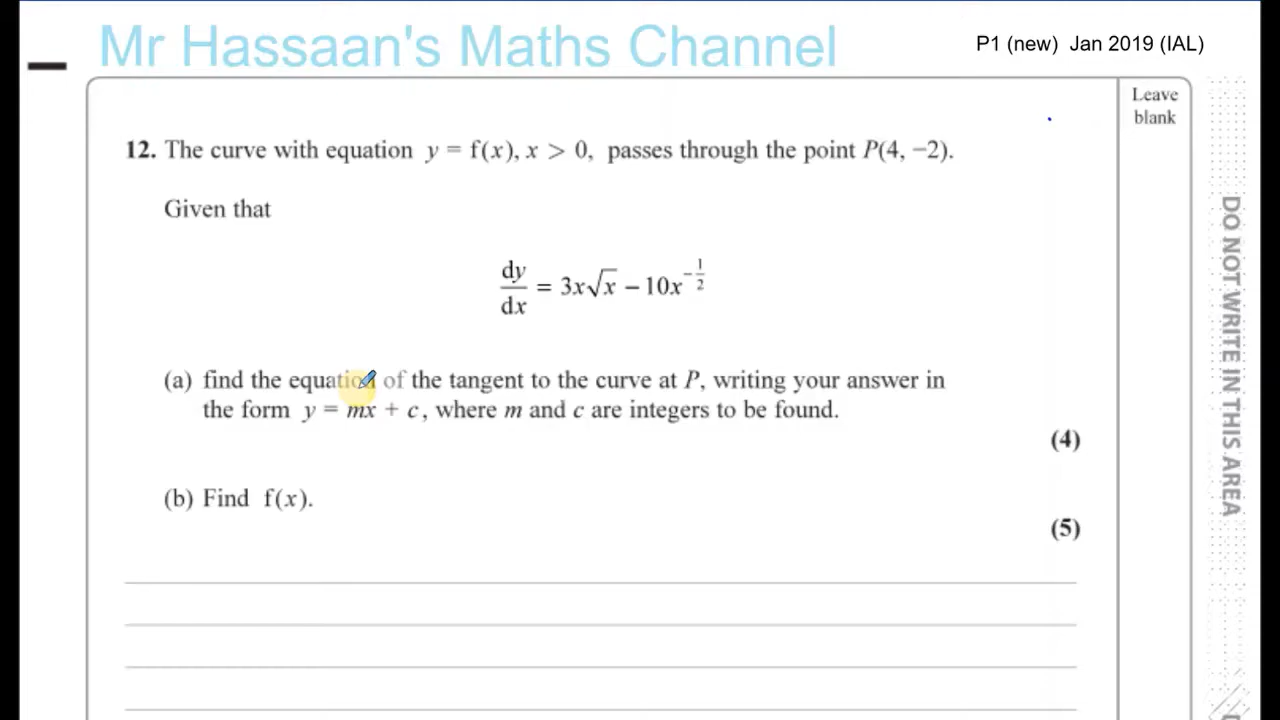 Mr Hassaan's Maths Channel
P1 (new) Jan 2019 (IAL)
Leave
blank
12. The curve with equation y = f(x), x > 0, passes through the point P(4, −2).
Given that
dy/dx = 3x√x − 10x^(−1/2)
(a) find the equation of the tangent to the curve at P, writing your answer in
the form y = mx + c, where m and c are integers to be found.
(4)
(b) Find f(x).
(5)
DO NOT WRITE IN THIS AREA